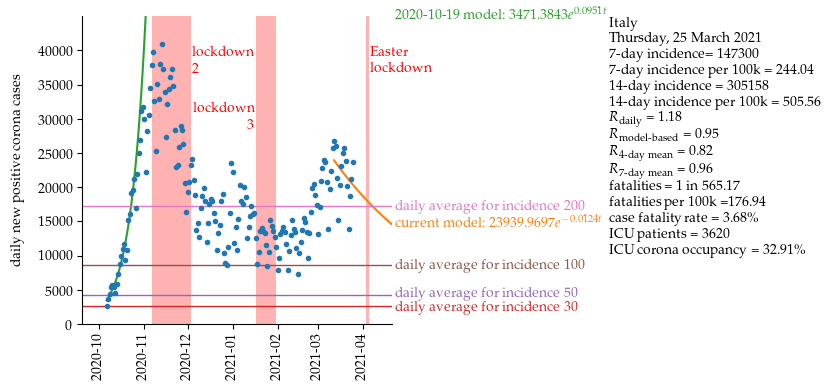 2020-10-19 model: 3471.3843e^0.0951t
Italy
Thursday, 25 March 2021
7-day incidence= 147300
7-day incidence per 100k = 244.04
14-day incidence = 305158
14-day incidence per 100k = 505.56
R_daily = 1.18
R_model-based = 0.95
R_4-day mean = 0.82
R_7-day mean = 0.96
fatalities = 1 in 565.17
fatalities per 100k =176.94
case fatality rate = 3.68%
ICU patients = 3620
ICU corona occupancy = 32.91%
lockdown
2
lockdown
3
Easter
lockdown
daily average for incidence 200
current model: 23939.9697e^−0.0124t
daily average for incidence 100
daily average for incidence 50
daily average for incidence 30
daily new positive corona cases
40000
35000
30000
25000
20000
15000
10000
5000
0
2020-10
2020-11
2020-12
2021-01
2021-02
2021-03
2021-04